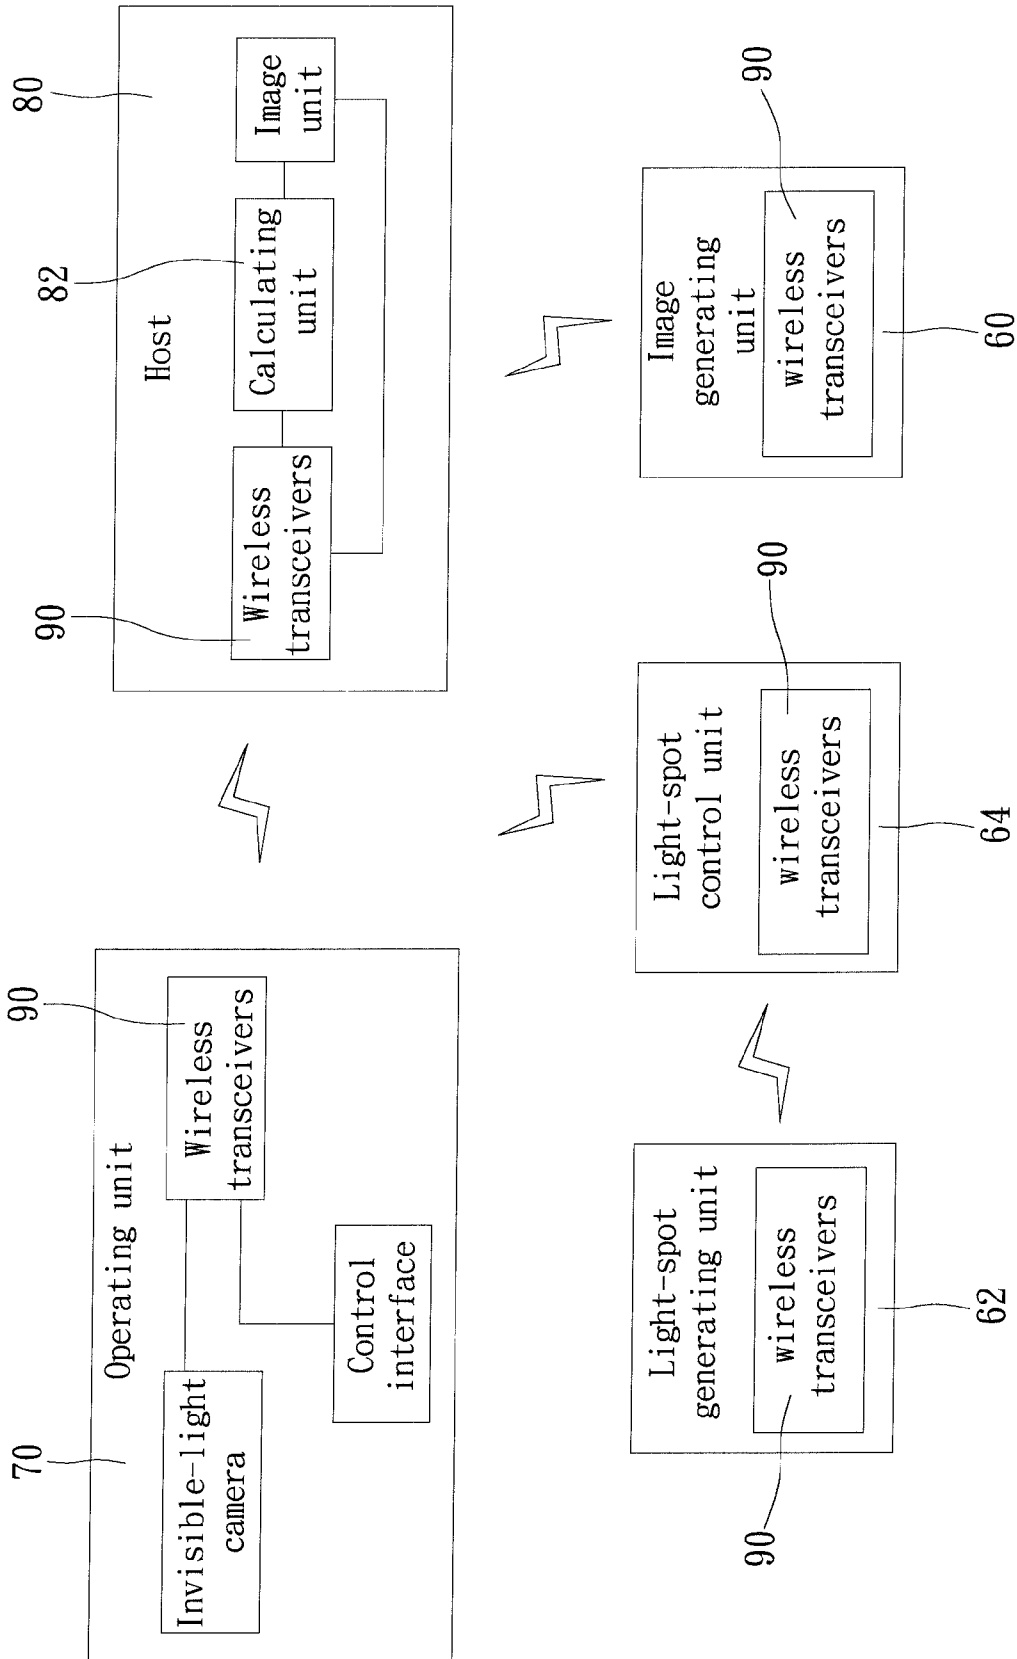 70
Operating unit
90
Invisible-light
camera
Wireless
transceivers
Control
interface
80
Host
90
82
Wireless
transceivers
Calculating
unit
Image
unit
Light-spot
generating unit
wireless
transceivers
90
62
Light-spot
control unit
wireless
transceivers
90
64
Image
generating
unit
wireless
transceivers
90
60